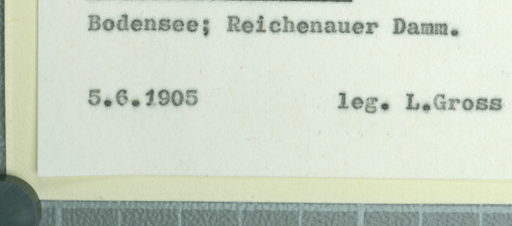 Bodensee; Reichenauer Damm.
5.6.1905 leg. L.Gross